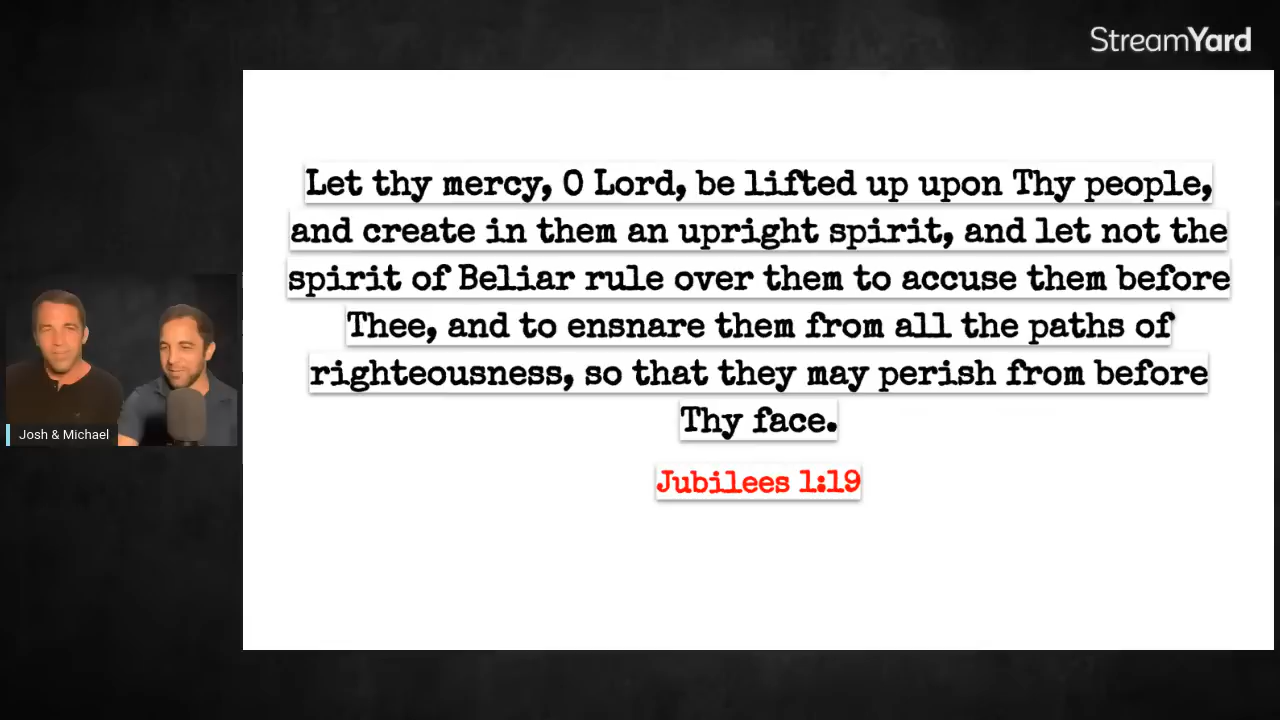 StreamYard
Let thy mercy, O Lord, be lifted up upon Thy people,
and create in them an upright spirit, and let not the
spirit of Beliar rule over them to accuse them before
Thee, and to ensnare them from all the paths of
righteousness, so that they may perish from before
Thy face.
Jubilees 1:19
Josh & Michael